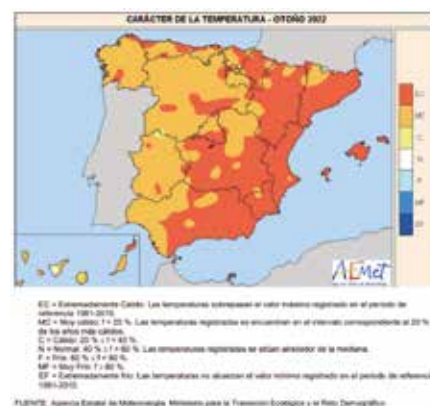 CARÁCTER DE LA TEMPERATURA - OTOÑO 2022
EC
MC
C
N
F
MF
EF
AEMet
EC = Extremadamente Cálido: Las temperaturas sobrepasan el valor máximo registrado en el periodo de
referencia 1981-2010.
MC = Muy cálido: f < 20 %. Las temperaturas registradas se encuentran en el intervalo correspondiente al 20 %
de los años más cálidos.
C = Cálido: 20 % ≤ f < 40 %.
N = Normal: 40 % ≤ f < 60 %. Las temperaturas registradas se sitúan alrededor de la mediana.
F = Frío: 60 % ≤ f < 80 %.
MF = Muy Frío: f ≥ 80 %.
EF = Extremadamente frío: Las temperaturas no alcanzan el valor mínimo registrado en el periodo de referencia
1981-2010.
FUENTE: Agencia Estatal de Meteorología. Ministerio para la Transición Ecológica y el Reto Demográfico